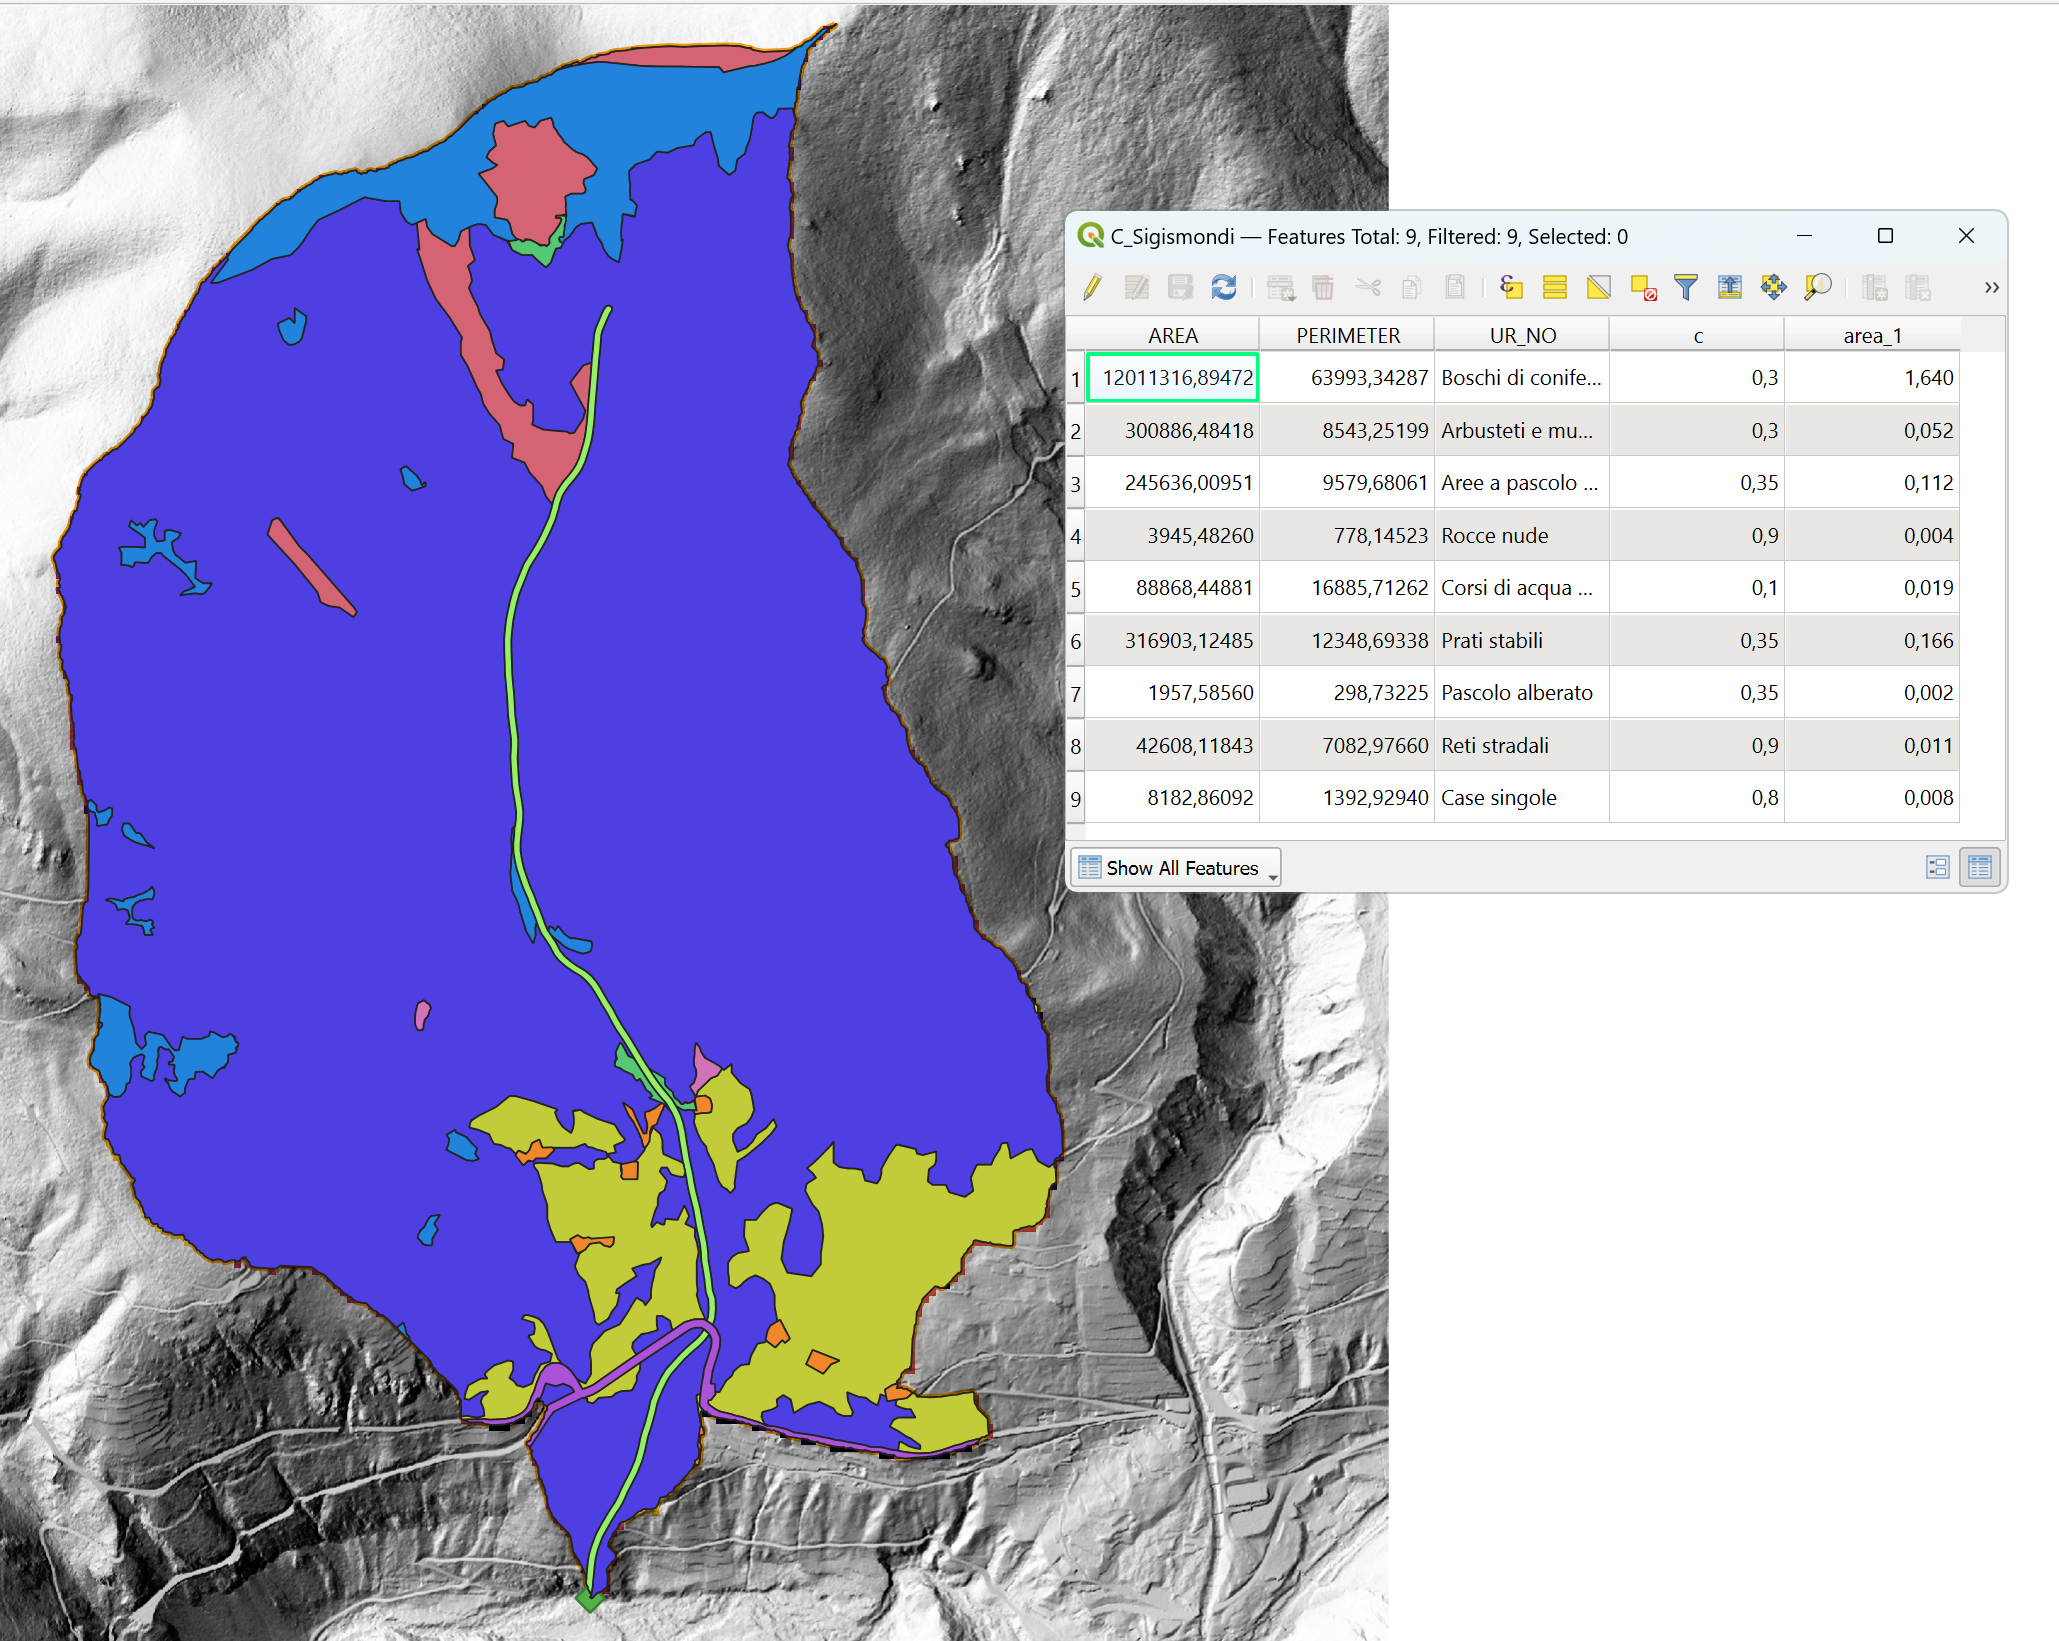 C_Sigismondi — Features Total: 9, Filtered: 9, Selected: 0
AREA PERIMETER UR_NO c area_1
1 12011316,89472 63993,34287 Boschi di conife... 0,3 1,640
2 300886,48418 8543,25199 Arbusteti e mu... 0,3 0,052
3 245636,00951 9579,68061 Aree a pascolo ... 0,35 0,112
4 3945,48260 778,14523 Rocce nude 0,9 0,004
5 88868,44881 16885,71262 Corsi di acqua ... 0,1 0,019
6 316903,12485 12348,69338 Prati stabili 0,35 0,166
7 1957,58560 298,73225 Pascolo alberato 0,35 0,002
8 42608,11843 7082,97660 Reti stradali 0,9 0,011
9 8182,86092 1392,92940 Case singole 0,8 0,008
Show All Features